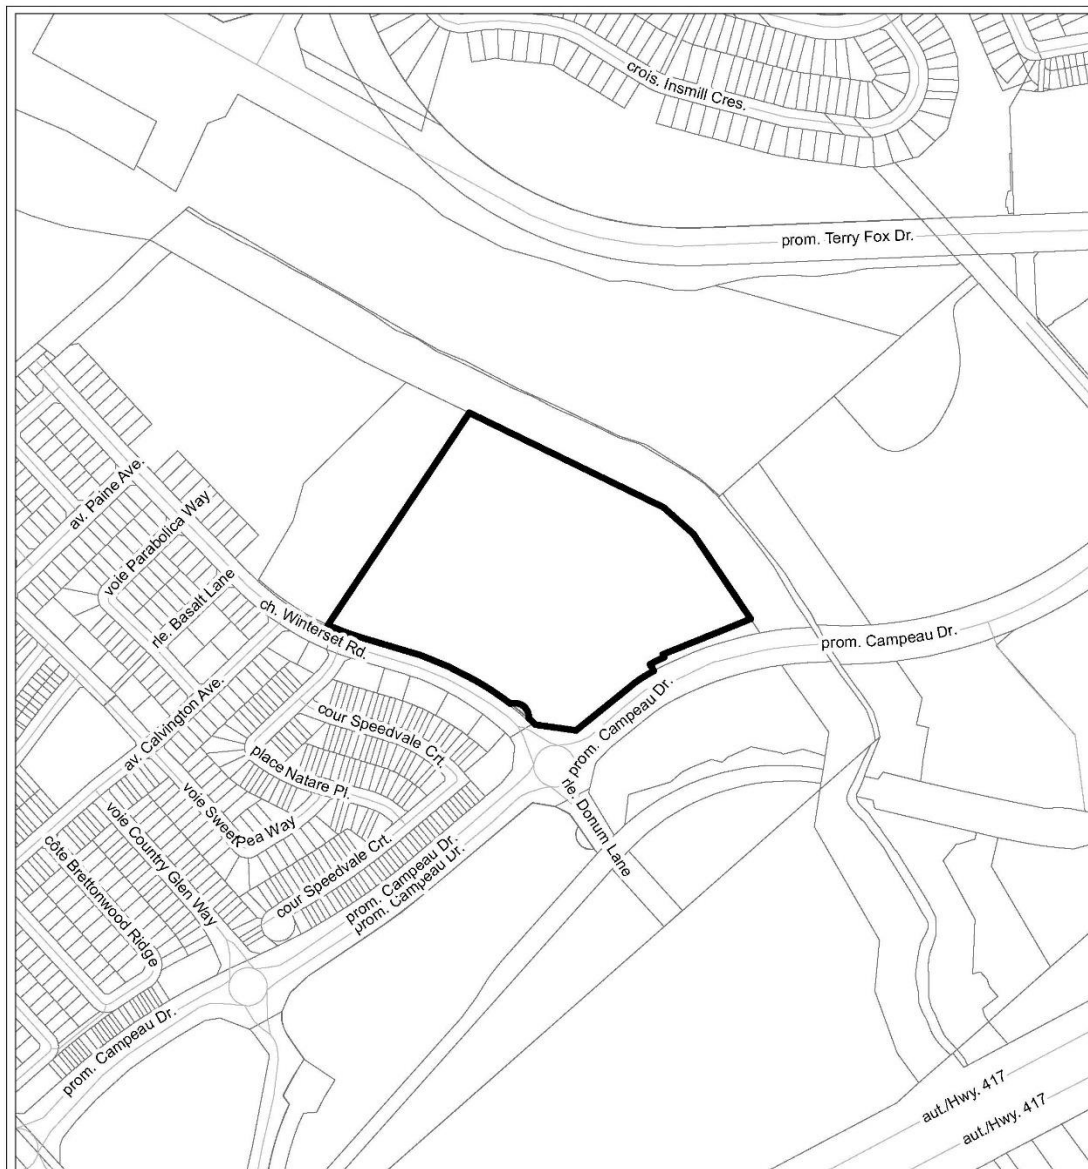 crois. Insmill Cres.
prom. Terry Fox Dr.
av. Paine Ave.
voie Parabolica Way
rle. Basalt Lane
ch. Winterset Rd.
prom. Campeau Dr.
av. Calvington Ave.
cour Speedvale Crt.
prom. Campeau Dr.
place Natare Pl.
rle. Donum Lane
voie Sweet
Pea Way
voie Country Glen Way
côte Brettonwood Ridge
cour Speedvale Crt.
prom. Campeau Dr.
prom. Campeau Dr.
prom. Campeau Dr.
aut./Hwy. 417
aut./Hwy. 417